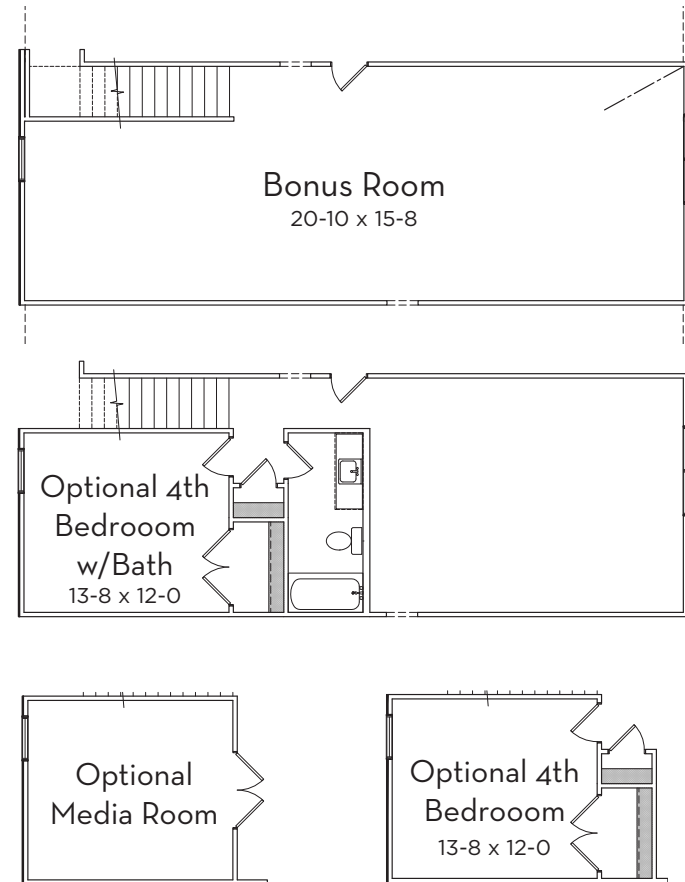 Bonus Room
20-10 x 15-8
Optional 4th
Bedrooom
w/Bath
13-8 x 12-0
Optional
Media Room
Optional 4th
Bedrooom
13-8 x 12-0